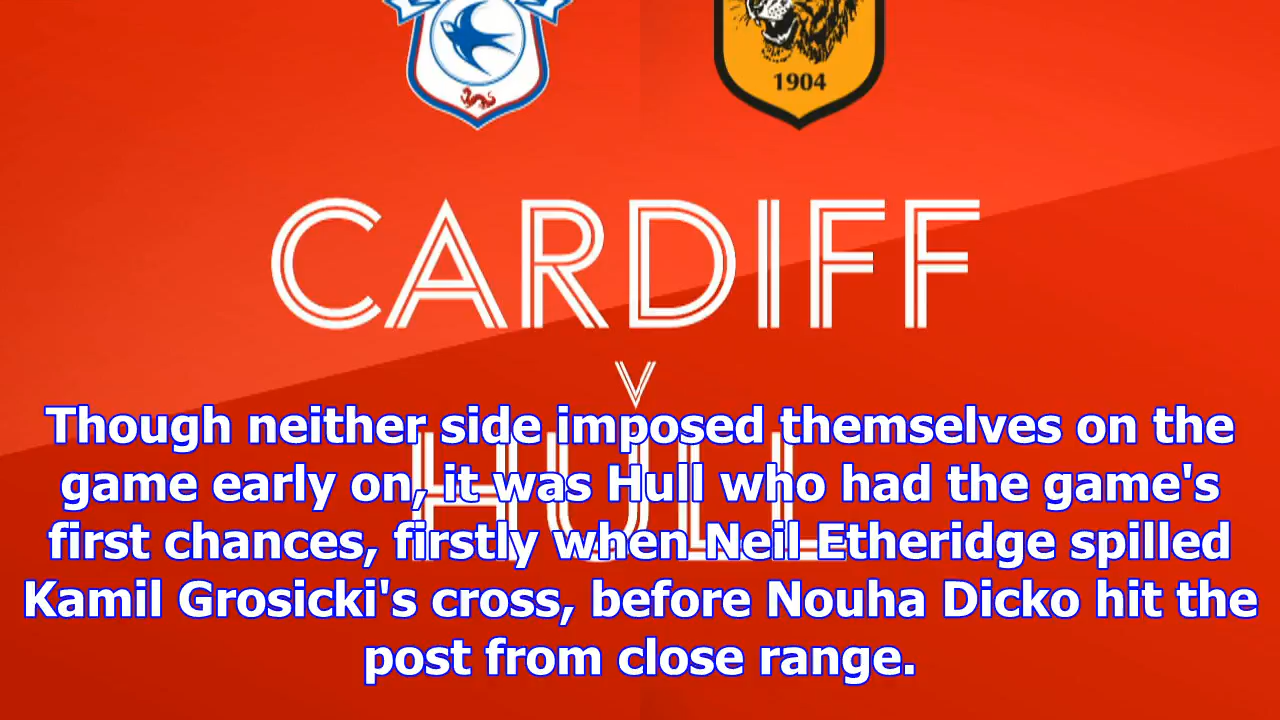 1904
CARDIFF
V
HULL
Though neither side imposed themselves on the
game early on, it was Hull who had the game's
first chances, firstly when Neil Etheridge spilled
Kamil Grosicki's cross, before Nouha Dicko hit the
post from close range.